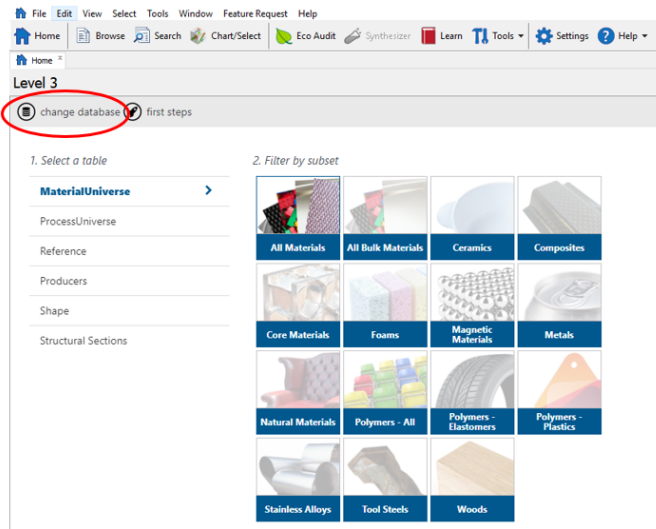 File Edit View Select Tools Window Feature Request Help
Home Browse Search Chart/Select Eco Audit Synthesizer Learn Tools Settings ? Help
Home x
Level 3
change database first steps
1. Select a table 2. Filter by subset
MaterialUniverse
ProcessUniverse
Reference
Producers
Shape
Structural Sections
All Materials All Bulk Materials Ceramics Composites
Core Materials Foams Magnetic Materials Metals
Natural Materials Polymers - All Polymers - Elastomers Polymers - Plastics
Stainless Alloys Tool Steels Woods